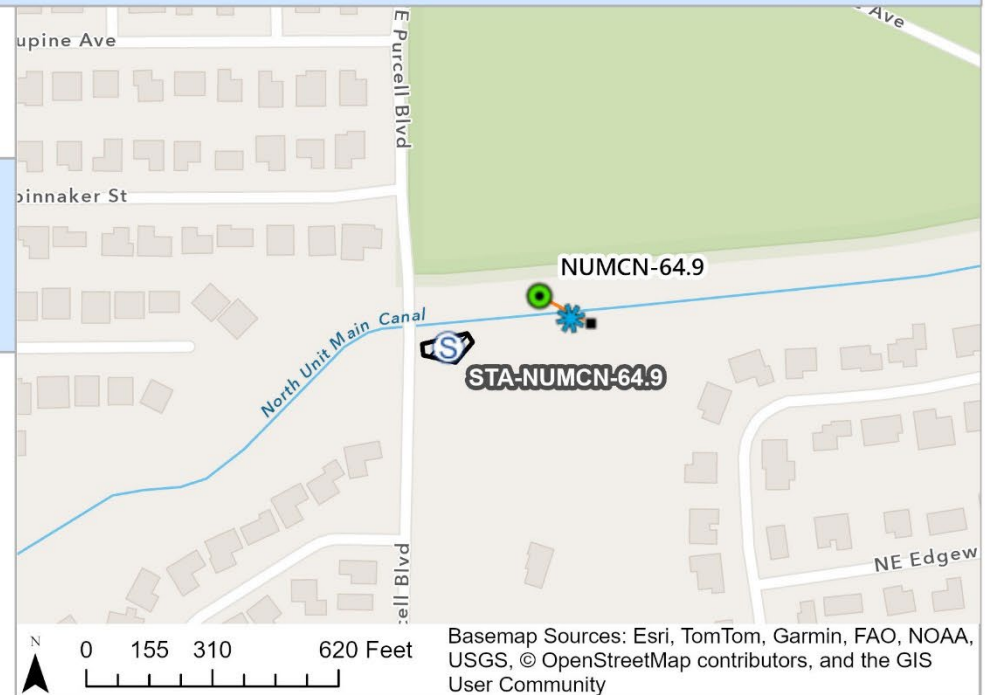 upine Ave
Ave
E Purcell Blvd
pinnaker St
NUMCN-64.9
North Unit Main Canal
S
STA-NUMCN-64.9
cell Blvd
NE Edgew
N
0 155 310 620 Feet
Basemap Sources: Esri, TomTom, Garmin, FAO, NOAA,
USGS, © OpenStreetMap contributors, and the GIS
User Community